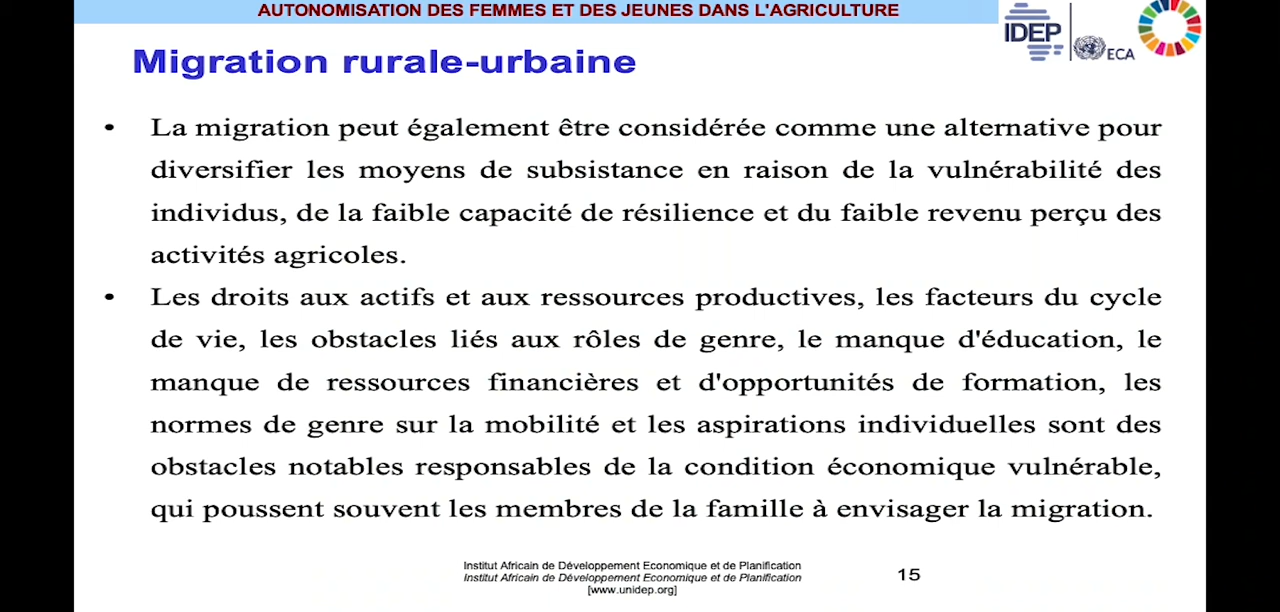 AUTONOMISATION DES FEMMES ET DES JEUNES DANS L'AGRICULTURE
IDEP
ECA
Migration rurale-urbaine
• La migration peut également être considérée comme une alternative pour
diversifier les moyens de subsistance en raison de la vulnérabilité des
individus, de la faible capacité de résilience et du faible revenu perçu des
activités agricoles.
• Les droits aux actifs et aux ressources productives, les facteurs du cycle
de vie, les obstacles liés aux rôles de genre, le manque d'éducation, le
manque de ressources financières et d'opportunités de formation, les
normes de genre sur la mobilité et les aspirations individuelles sont des
obstacles notables responsables de la condition économique vulnérable,
qui poussent souvent les membres de la famille à envisager la migration.
Institut Africain de Développement Economique et de Planification
Institut Africain de Développement Economique et de Planification
[www.unidep.org]
15